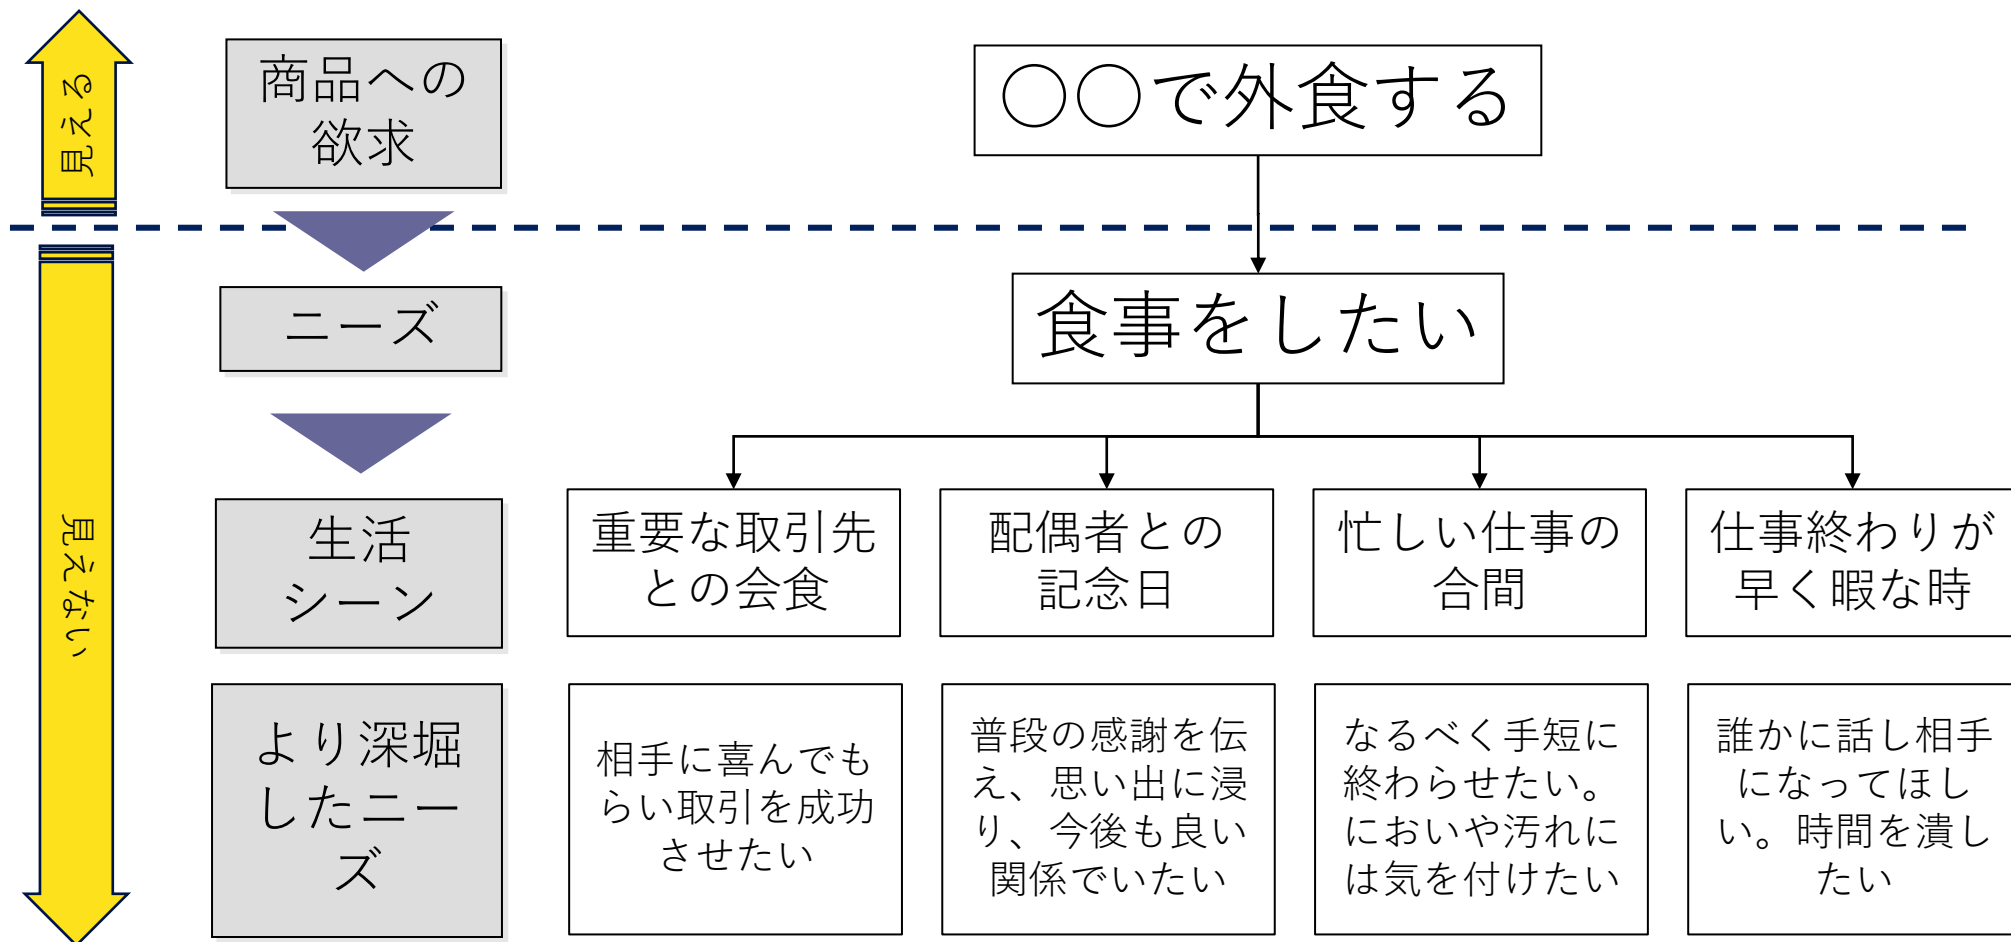 見える
商品への
欲求
〇〇で外食する
ニーズ
食事をしたい
見えない
生活
シーン
重要な取引先
との会食
配偶者との
記念日
忙しい仕事の
合間
仕事終わりが
早く暇な時
より深堀
したニー
ズ
相手に喜んでも
らい取引を成功
させたい
普段の感謝を伝
え、思い出に浸
り、今後も良い
関係でいたい
なるべく手短に
終わらせたい。
においや汚れに
は気を付けたい
誰かに話し相手
になってほし
い。時間を潰し
たい